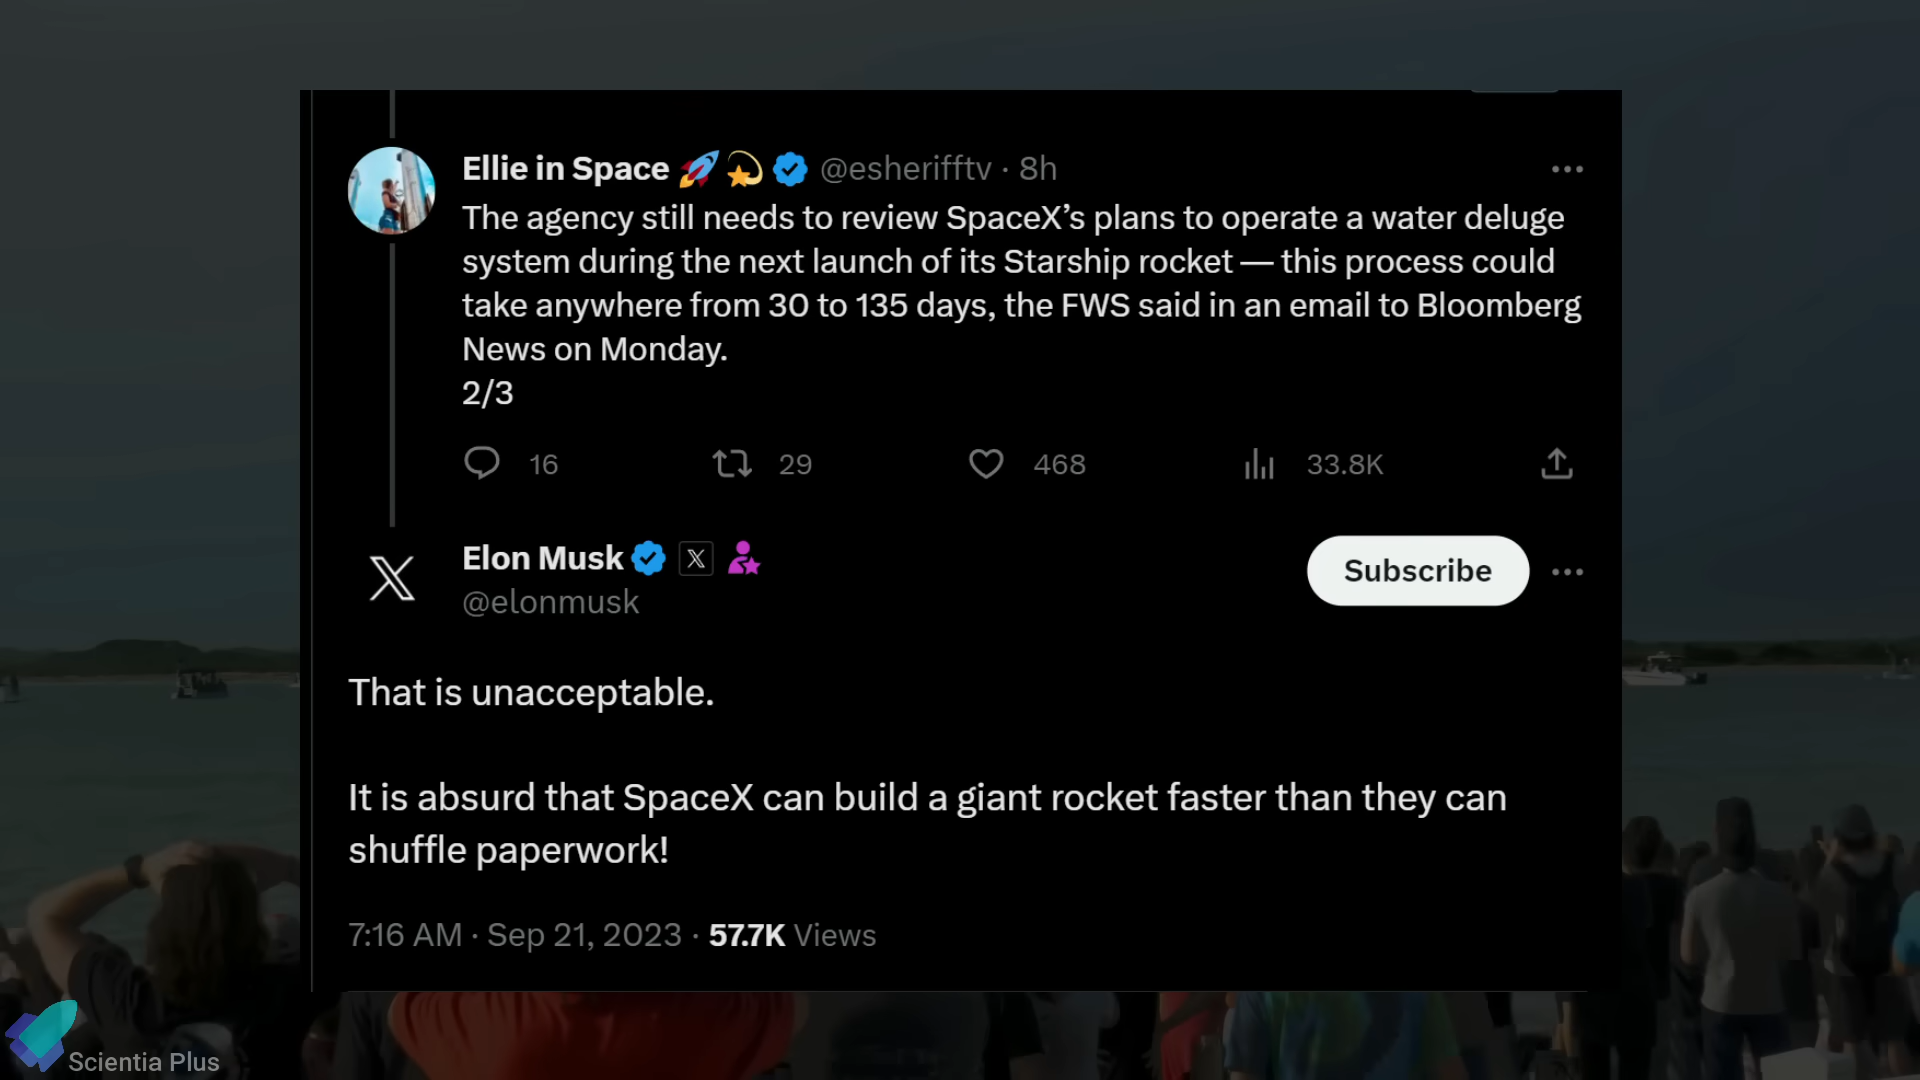 Ellie in Space 🚀💫 @esherifftv · 8h
The agency still needs to review SpaceX’s plans to operate a water deluge
system during the next launch of its Starship rocket — this process could
take anywhere from 30 to 135 days, the FWS said in an email to Bloomberg
News on Monday.
2/3
16 29 468 33.8K
Elon Musk X
@elonmusk
Subscribe
That is unacceptable.
It is absurd that SpaceX can build a giant rocket faster than they can
shuffle paperwork!
7:16 AM · Sep 21, 2023 · 57.7K Views
Scientia Plus